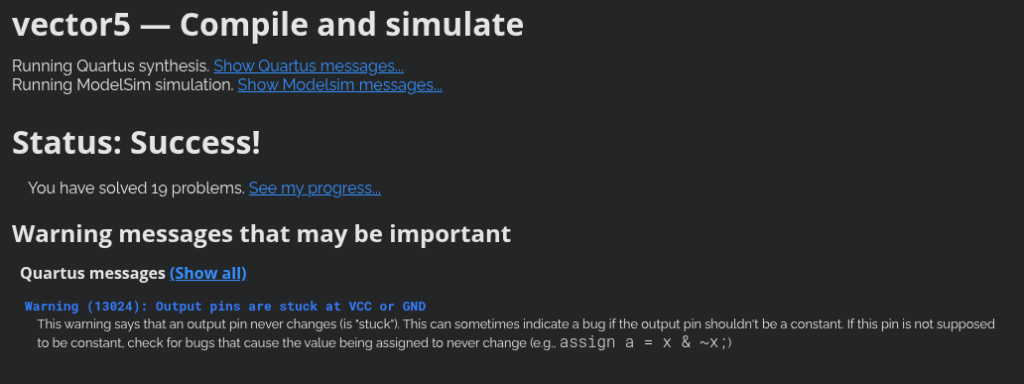 vector5 — Compile and simulate
Running Quartus synthesis. Show Quartus messages...
Running ModelSim simulation. Show Modelsim messages...
Status: Success!
You have solved 19 problems. See my progress...
Warning messages that may be important
Quartus messages (Show all)
Warning (13024): Output pins are stuck at VCC or GND
This warning says that an output pin never changes (is "stuck"). This can sometimes indicate a bug if the output pin shouldn't be a constant. If this pin is not supposed
to be constant, check for bugs that cause the value being assigned to never change (e.g., assign a = x & ~x;)